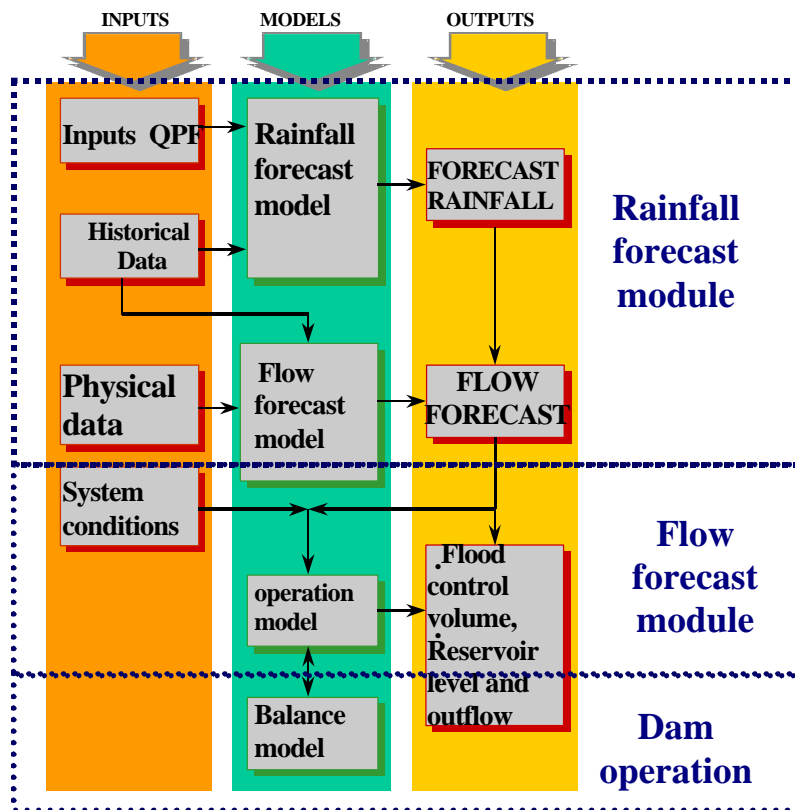 INPUTS
MODELS
OUTPUTS
Inputs QPF
Rainfall
forecast
model
FORECAST
RAINFALL
Rainfall
forecast
module
Historical
Data
Physical
data
Flow
forecast
model
FLOW
FORECAST
System
conditions
operation
model
Flood
control
volume,
Reservoir
level and
outflow
Flow
forecast
module
Balance
model
Dam
operation